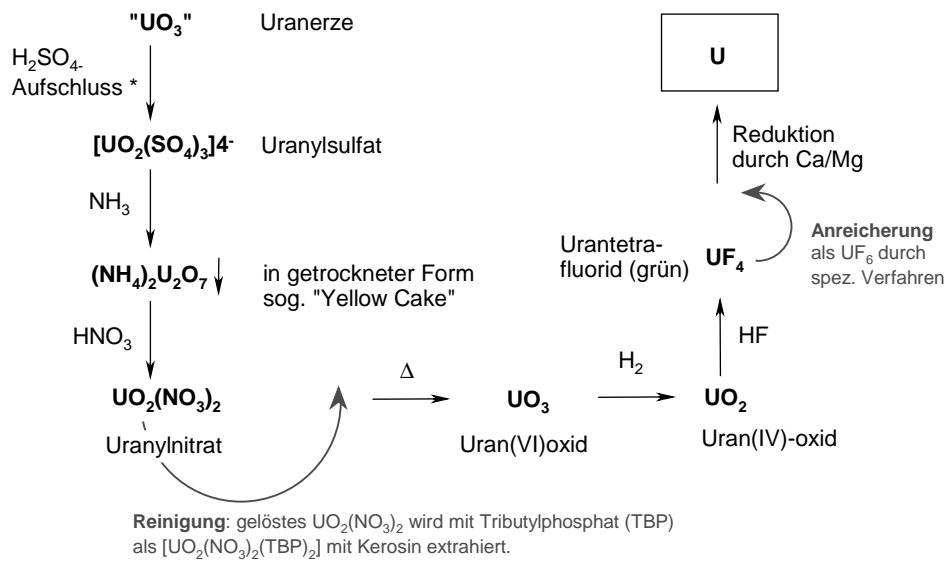 "UO3" Uranerze
H2SO4-
Aufschluss *
[UO2(SO4)3]4- Uranylsulfat
NH3
(NH4)2U2O7 in getrockneter Form
sog. "Yellow Cake"
HNO3
UO2(NO3)2
Uranylnitrat
Reinigung: gelöstes UO2(NO3)2 wird mit Tributylphosphat (TBP)
als [UO2(NO3)2(TBP)2] mit Kerosin extrahiert.
Δ
UO3
Uran(VI)oxid
H2
UO2
Uran(IV)-oxid
HF
Urantetra-
fluorid (grün) UF4
Anreicherung
als UF6 durch
spez. Verfahren
Reduktion
durch Ca/Mg
U